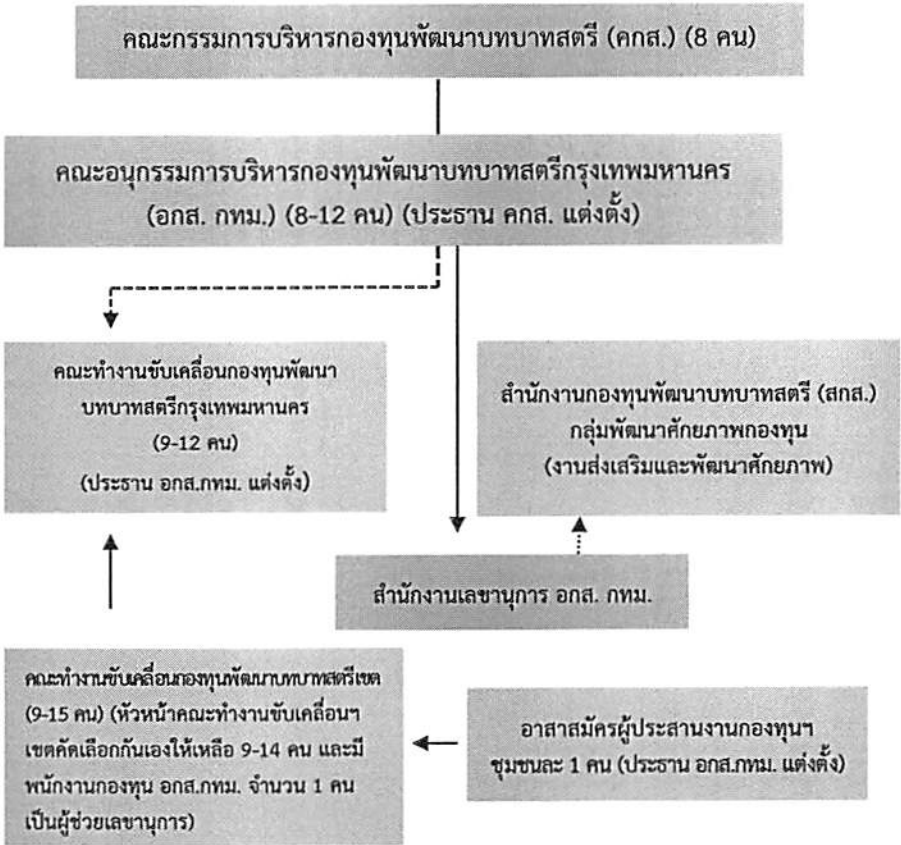 คณะกรรมการบริหารกองทุนพัฒนาบทบาทสตรี (คกส.) (8 คน)
คณะอนุกรรมการบริหารกองทุนพัฒนาบทบาทสตรีกรุงเทพมหานคร
(อกส. กทม.) (8-12 คน) (ประธาน คกส. แต่งตั้ง)
คณะทำงานขับเคลื่อนกองทุนพัฒนา
บทบาทสตรีกรุงเทพมหานคร
(9-12 คน)
(ประธาน อกส.กทม. แต่งตั้ง)
สำนักงานกองทุนพัฒนาบทบาทสตรี (สกส.)
กลุ่มพัฒนาศักยภาพกองทุน
(งานส่งเสริมและพัฒนาศักยภาพ)
สำนักงานเลขานุการ อกส. กทม.
คณะทำงานขับเคลื่อนกองทุนพัฒนาบทบาทสตรีเขต
(9-15 คน) (หัวหน้าคณะทำงานขับเคลื่อนฯ
เขตคัดเลือกกันเองให้เหลือ 9-14 คน และมี
พนักงานกองทุน อกส.กทม. จำนวน 1 คน
เป็นผู้ช่วยเลขานุการ)
อาสาสมัครผู้ประสานงานกองทุนฯ
ชุมชนละ 1 คน (ประธาน อกส.กทม. แต่งตั้ง)